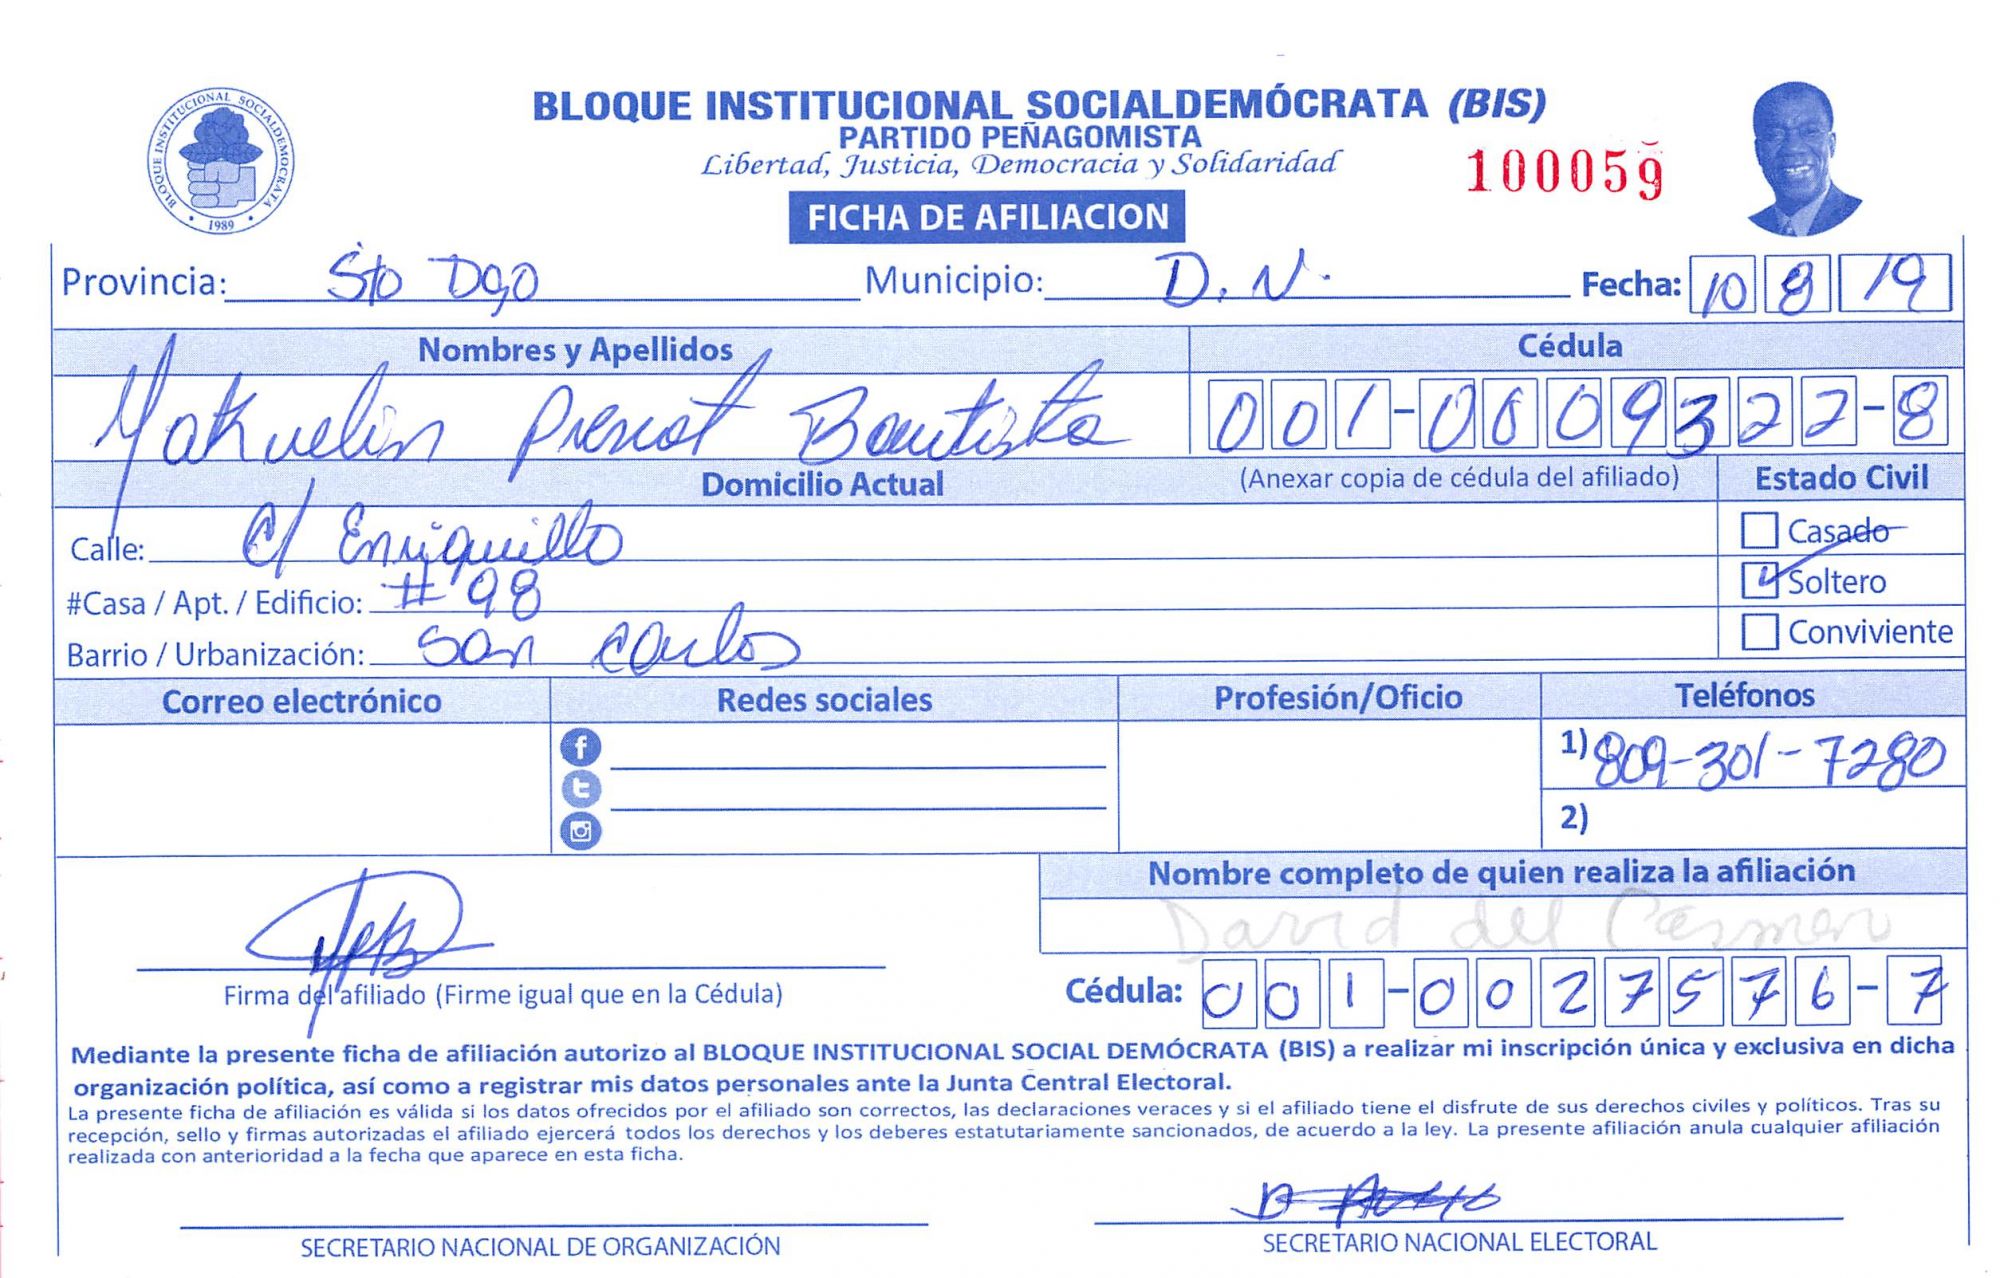 BLOQUE INSTITUCIONAL SOCIALDEMOCRATA
1989
BLOQUE INSTITUCIONAL SOCIALDEMÓCRATA (BIS)
PARTIDO PEÑAGOMISTA
Libertad, Justicia, Democracia y Solidaridad
100059
FICHA DE AFILIACION
Provincia: Sto Dgo Municipio: D. N. Fecha: 10 8 19
Nombres y Apellidos Cédula
Yakuelin Bautista 001-0009322-8
Domicilio Actual (Anexar copia de cédula del afiliado) Estado Civil
Calle: C/ Enriquillo Casado
#Casa / Apt. / Edificio: # 98 Soltero
Barrio / Urbanización: San Carlos Conviviente
Correo electrónico Redes sociales Profesión/Oficio Teléfonos
1) 809-301-7280
2)
Nombre completo de quien realiza la afiliación
David del Carmen
Firma del afiliado (Firme igual que en la Cédula) Cédula: 001-0027576-7
Mediante la presente ficha de afiliación autorizo al BLOQUE INSTITUCIONAL SOCIAL DEMÓCRATA (BIS) a realizar mi inscripción única y exclusiva en dicha
organización política, así como a registrar mis datos personales ante la Junta Central Electoral.
La presente ficha de afiliación es válida si los datos ofrecidos por el afiliado son correctos, las declaraciones veraces y si el afiliado tiene el disfrute de sus derechos civiles y políticos. Tras su
recepción, sello y firmas autorizadas el afiliado ejercerá todos los derechos y los deberes estatutariamente sancionados, de acuerdo a la ley. La presente afiliación anula cualquier afiliación
realizada con anterioridad a la fecha que aparece en esta ficha.
SECRETARIO NACIONAL DE ORGANIZACIÓN SECRETARIO NACIONAL ELECTORAL